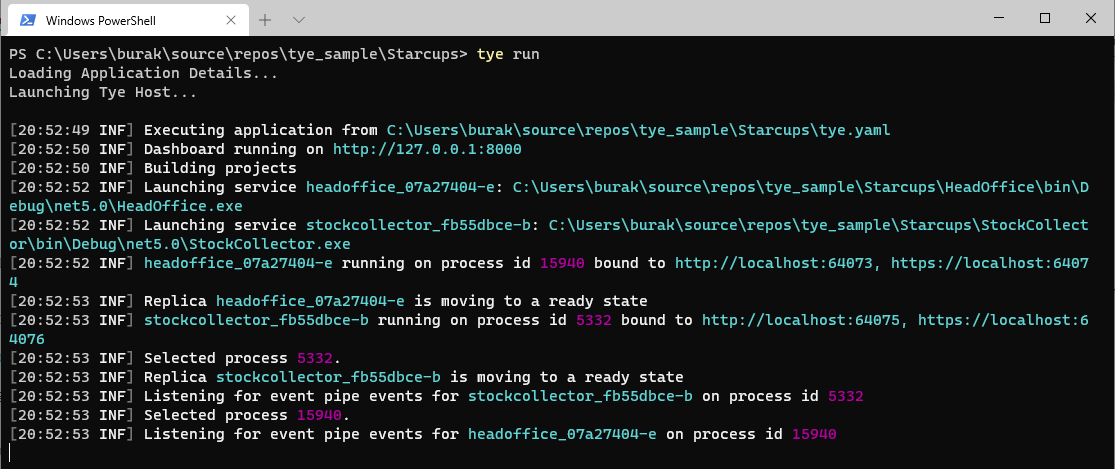 Windows PowerShell
PS C:\Users\burak\source\repos\tye_sample\Starcups> tye run
Loading Application Details...
Launching Tye Host...
[20:52:49 INF] Executing application from C:\Users\burak\source\repos\tye_sample\Starcups\tye.yaml
[20:52:50 INF] Dashboard running on http://127.0.0.1:8000
[20:52:50 INF] Building projects
[20:52:52 INF] Launching service headoffice_07a27404-e: C:\Users\burak\source\repos\tye_sample\Starcups\HeadOffice\bin\D
ebug\net5.0\HeadOffice.exe
[20:52:52 INF] Launching service stockcollector_fb55dbce-b: C:\Users\burak\source\repos\tye_sample\Starcups\StockCollect
or\bin\Debug\net5.0\StockCollector.exe
[20:52:52 INF] headoffice_07a27404-e running on process id 15940 bound to http://localhost:64073, https://localhost:6407
4
[20:52:53 INF] Replica headoffice_07a27404-e is moving to a ready state
[20:52:53 INF] stockcollector_fb55dbce-b running on process id 5332 bound to http://localhost:64075, https://localhost:6
4076
[20:52:53 INF] Selected process 5332.
[20:52:53 INF] Replica stockcollector_fb55dbce-b is moving to a ready state
[20:52:53 INF] Listening for event pipe events for stockcollector_fb55dbce-b on process id 5332
[20:52:53 INF] Selected process 15940.
[20:52:53 INF] Listening for event pipe events for headoffice_07a27404-e on process id 15940